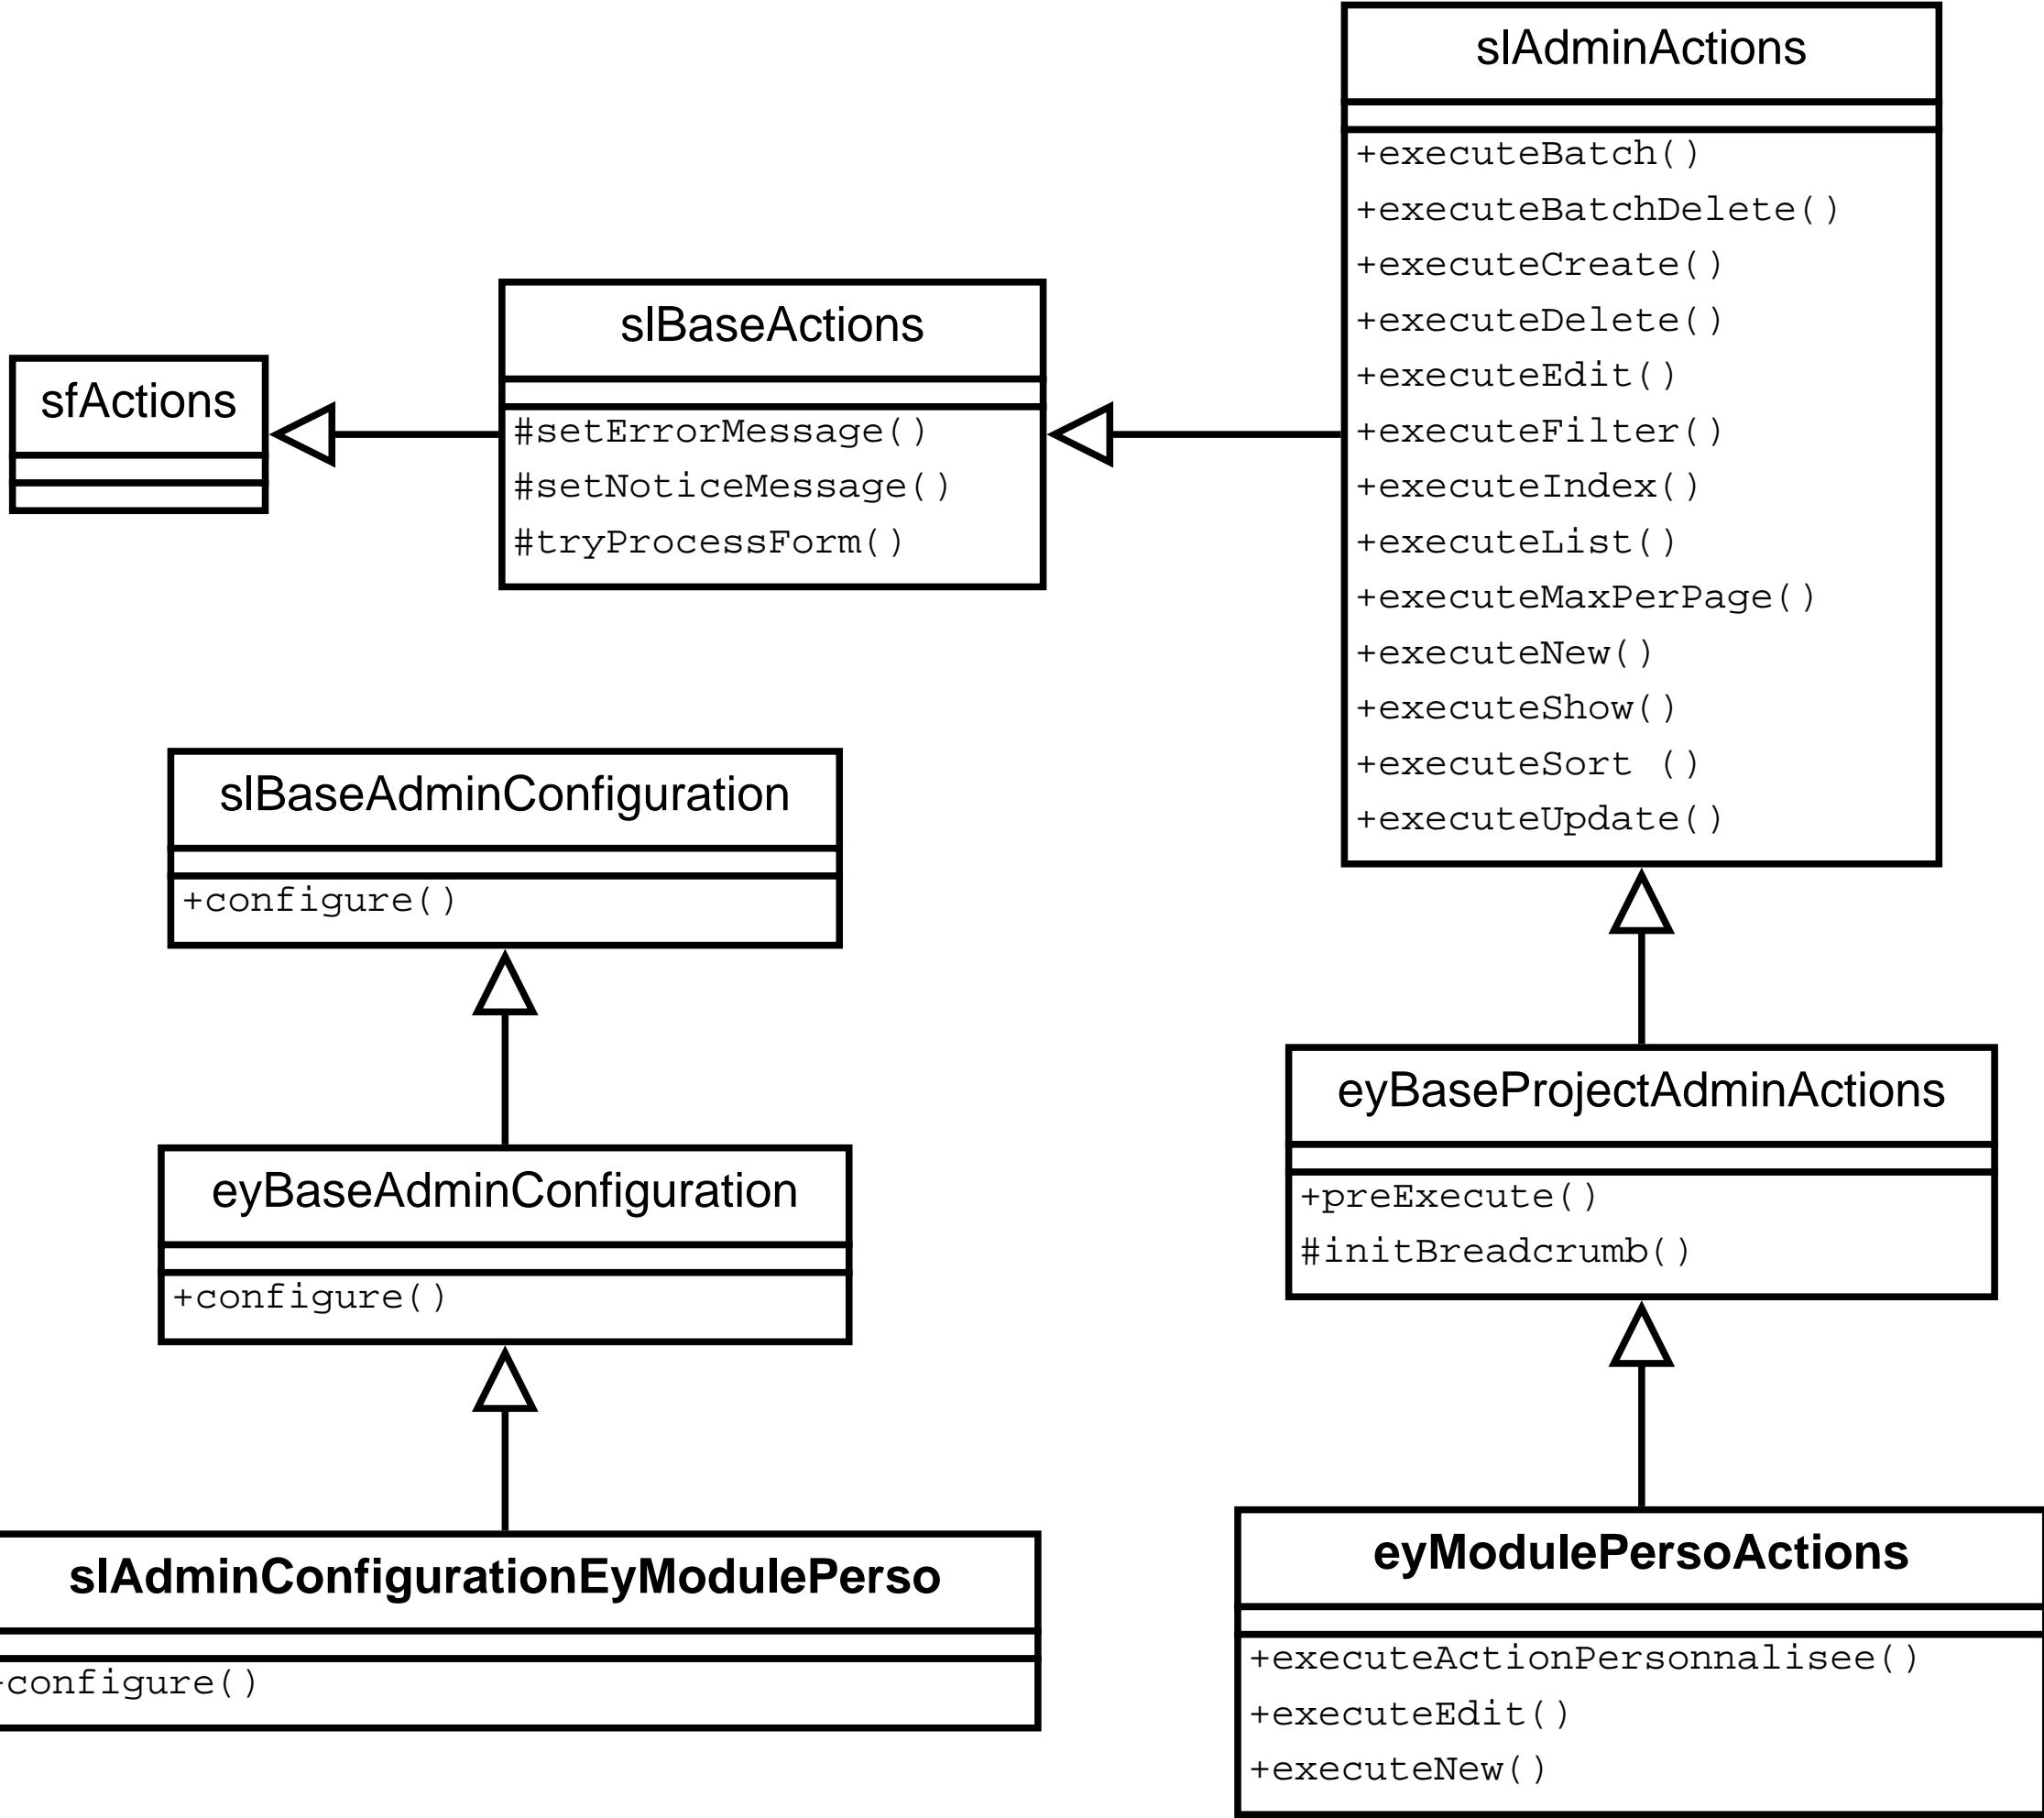 slAdminActions
+executeBatch()
+executeBatchDelete()
+executeCreate()
+executeDelete()
+executeEdit()
+executeFilter()
+executeIndex()
+executeList()
+executeMaxPerPage()
+executeNew()
+executeShow()
+executeSort ()
+executeUpdate()
slBaseActions
#setErrorMessage()
#setNoticeMessage()
#tryProcessForm()
sfActions
slBaseAdminConfiguration
+configure()
eyBaseAdminConfiguration
+configure()
slAdminConfigurationEyModulePerso
+configure()
eyBaseProjectAdminActions
+preExecute()
#initBreadcrumb()
eyModulePersoActions
+executeActionPersonnalisee()
+executeEdit()
+executeNew()